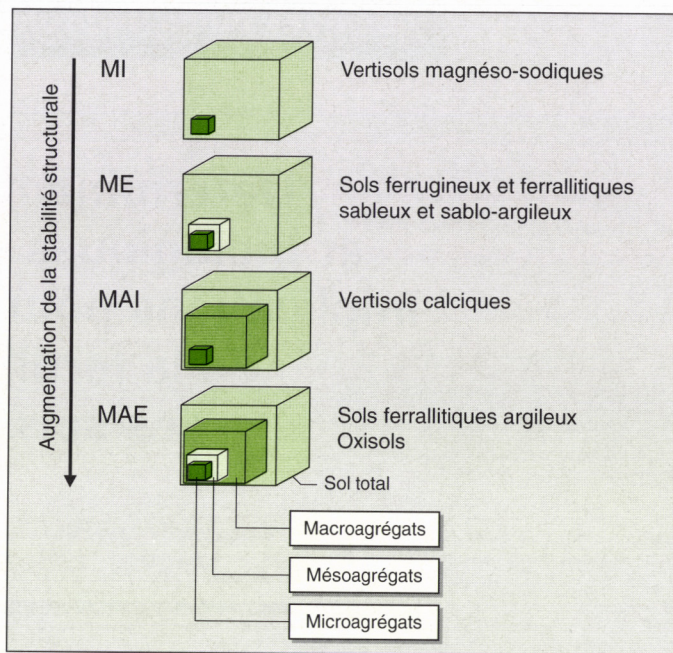 Augmentation de la stabilité structurale
MI
Vertisols magnéso-sodiques
ME
Sols ferrugineux et ferrallitiques
sableux et sablo-argileux
MAI
Vertisols calciques
MAE
Sols ferrallitiques argileux
Oxisols
Sol total
Macroagrégats
Mésoagrégats
Microagrégats